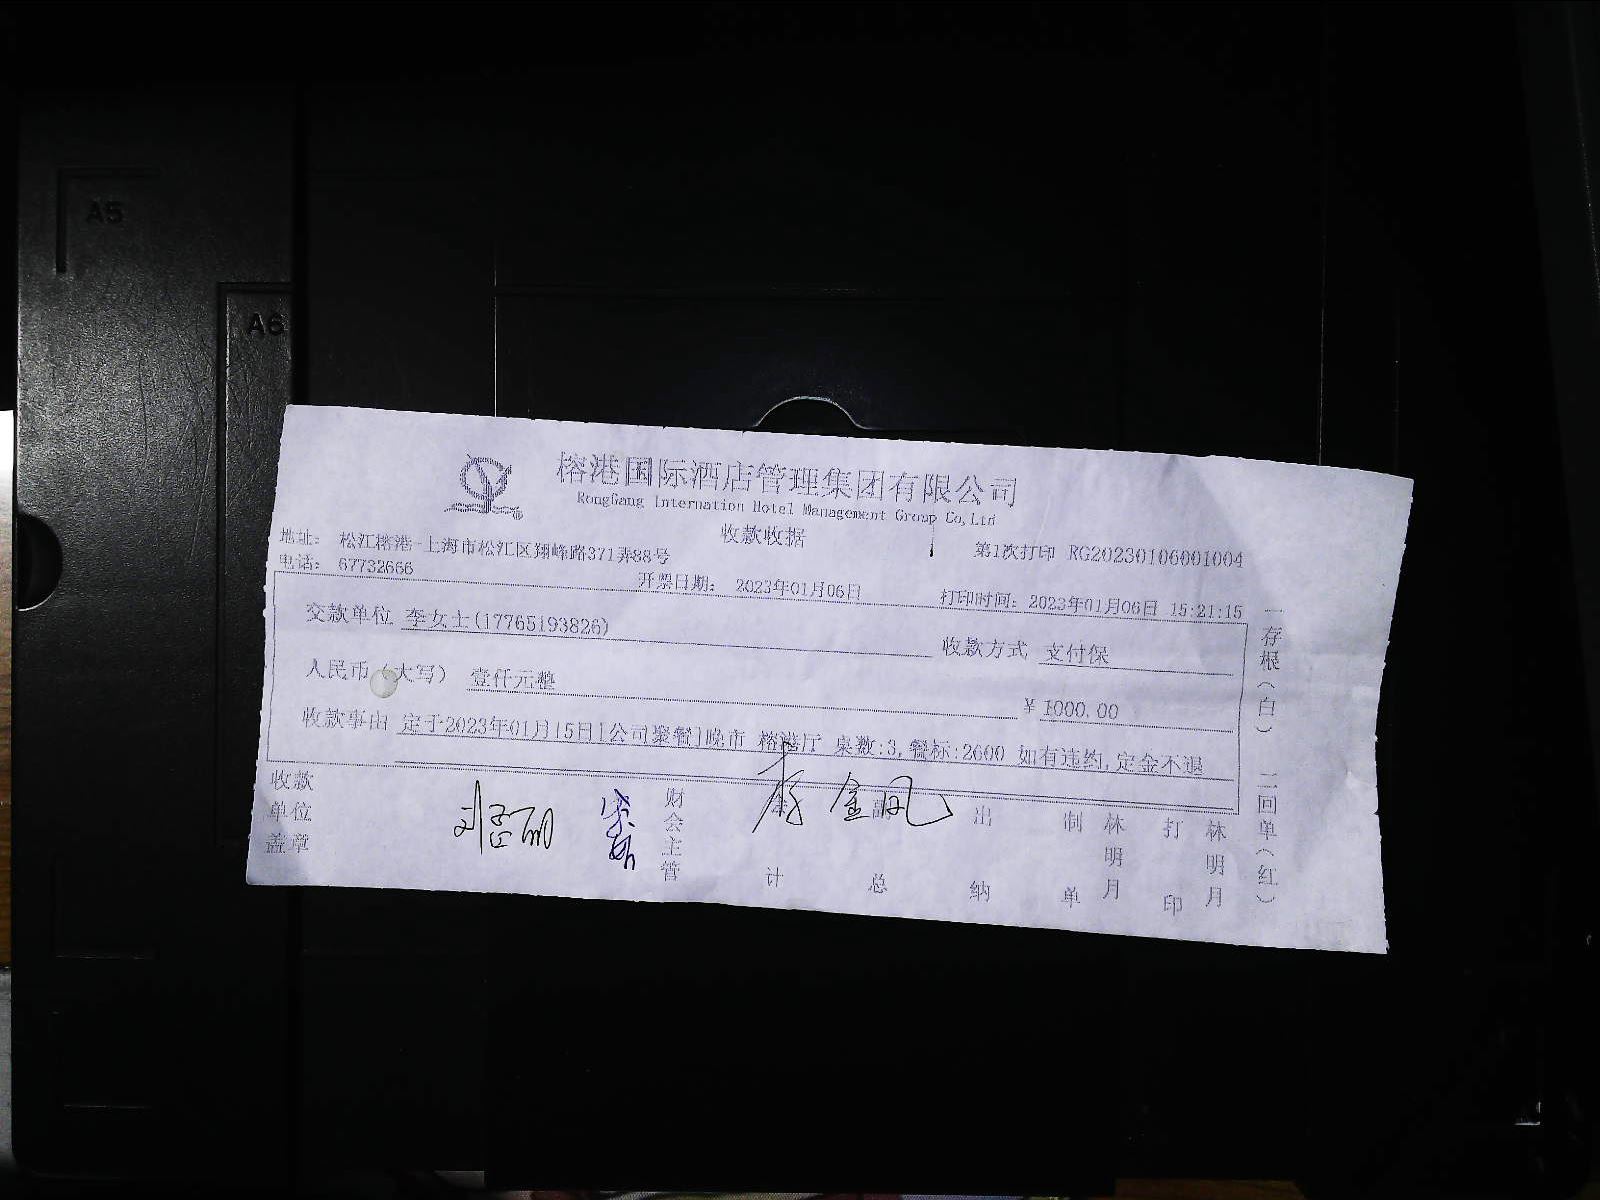 A5
A6
榕港国际酒店管理集团有限公司
RongGang Internation Hotel Management Group Co,Ltd
收款收据
地址： 松江榕港-上海市松江区翔峰路371弄88号
第1次打印 RG20230106001004
电话： 67732666
开票日期： 2023年01月06日
打印时间：2023年01月06日 15:21:15
交款单位 李女士(17765193826)
收款方式 支付保
人民币（大写） 壹仟元整
¥ 1000.00
收款事由 定于2023年01月15日[公司聚餐]晚市 榕港厅 桌数:3,餐标:2600 如有违约,定金不退
收款单位盖章
财会主管
李金凤
计
副总
出纳
制单
林明月
打印
林明月
一存根（白） 二回单（红）